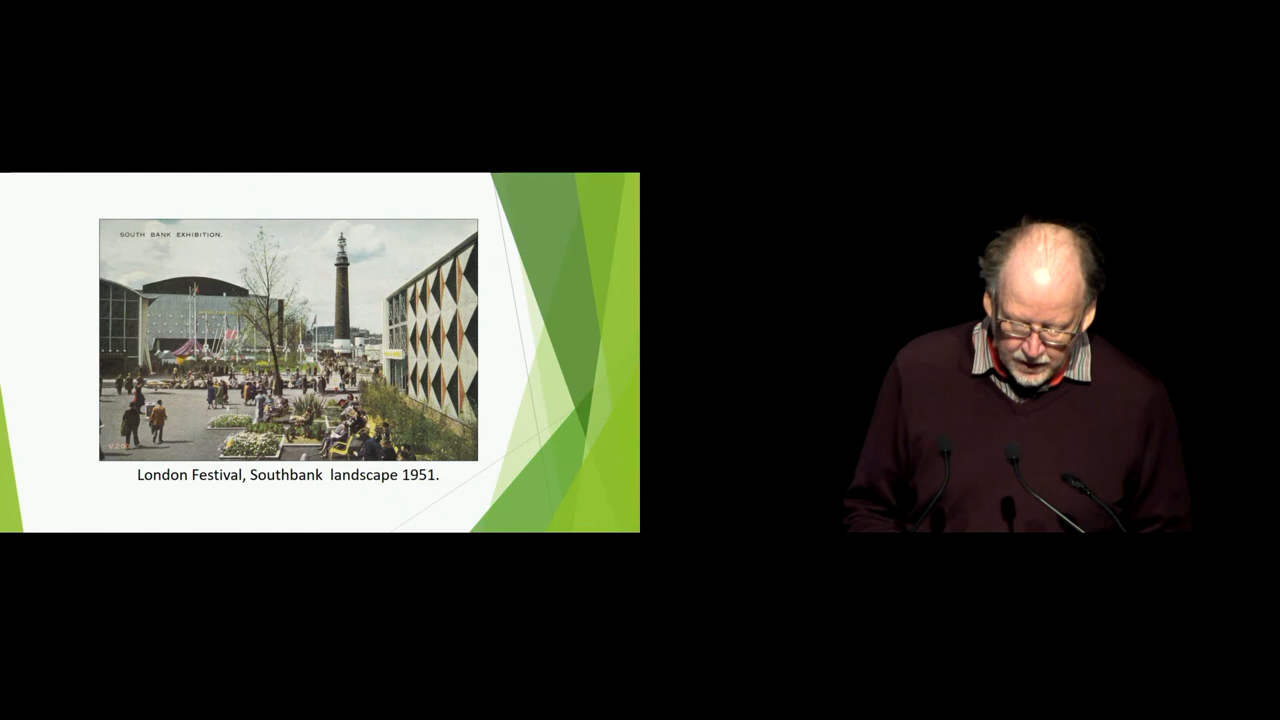 SOUTH BANK EXHIBITION.
London Festival, Southbank  landscape 1951.